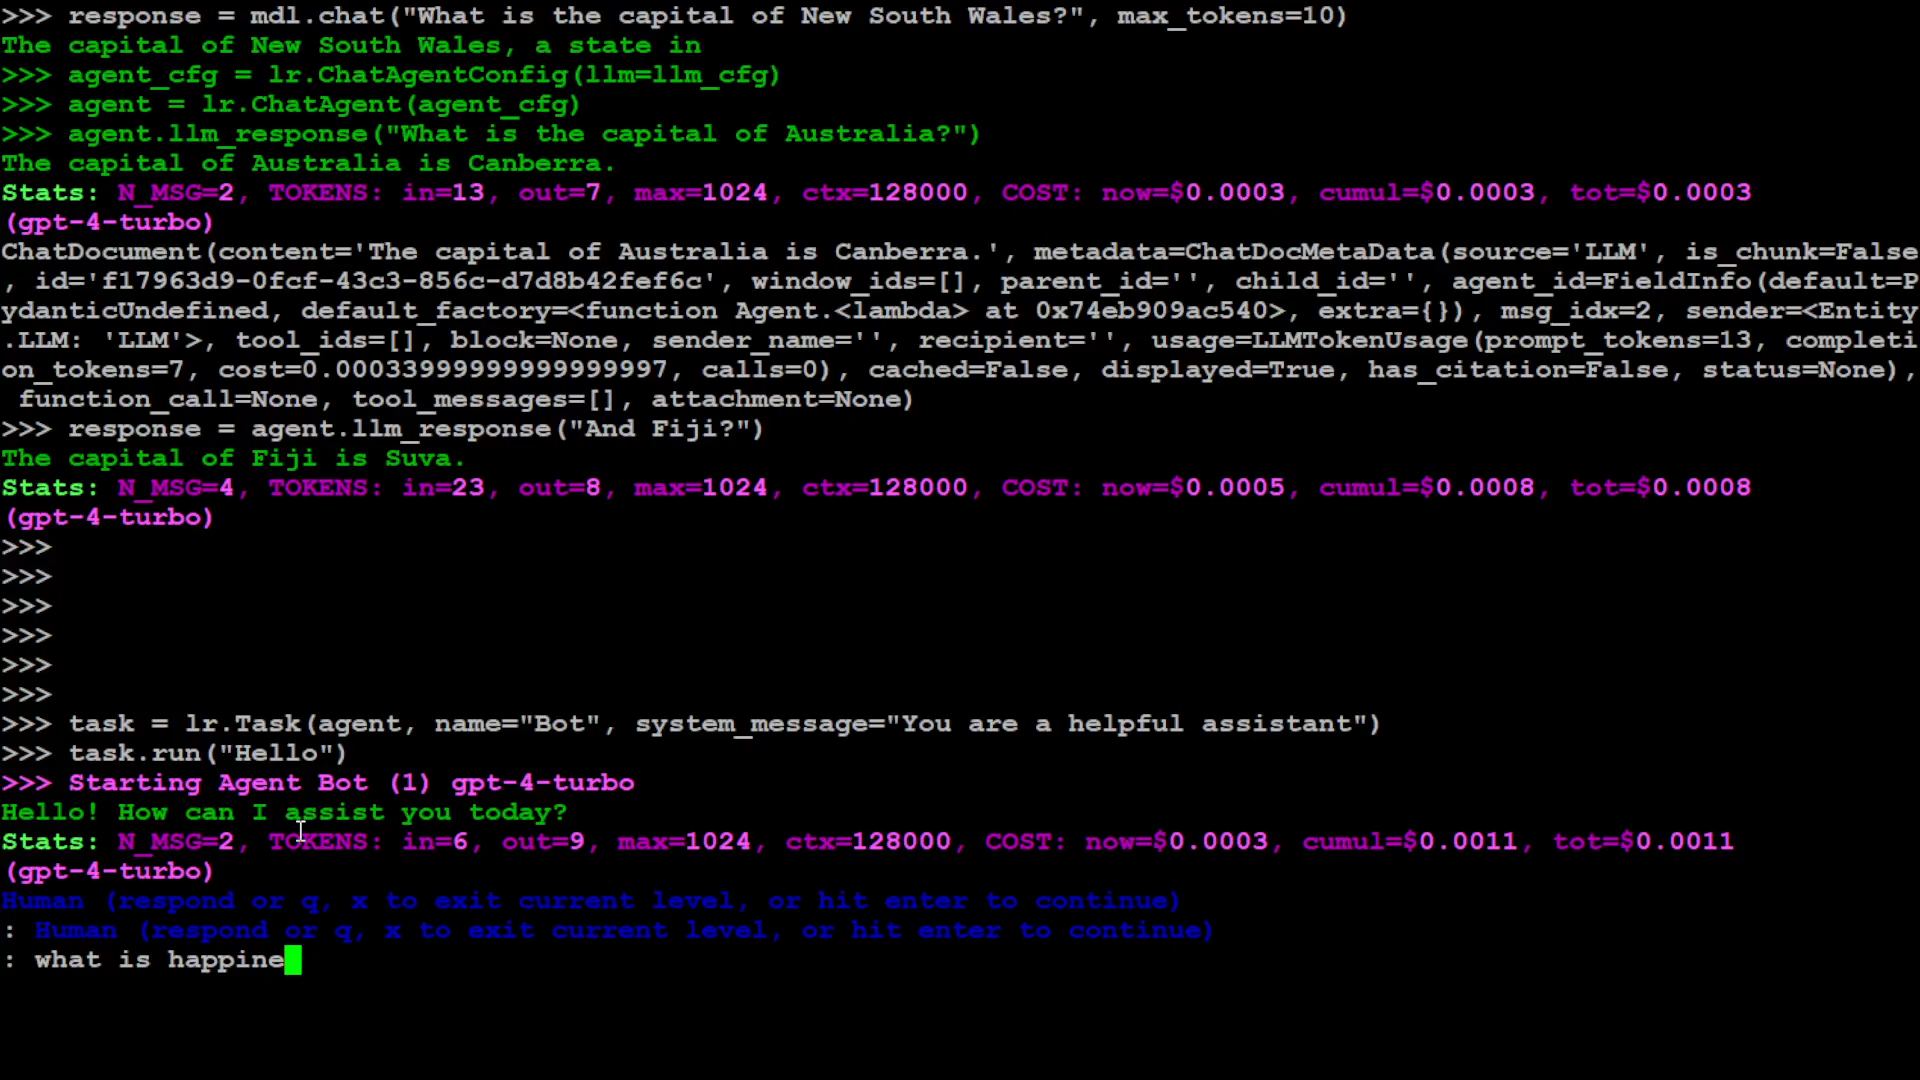 >>> response = mdl.chat("What is the capital of New South Wales?", max_tokens=10)
The capital of New South Wales, a state in
>>> agent_cfg = lr.ChatAgentConfig(llm=llm_cfg)
>>> agent = lr.ChatAgent(agent_cfg)
>>> agent.llm_response("What is the capital of Australia?")
The capital of Australia is Canberra.
Stats: N_MSG=2, TOKENS: in=13, out=7, max=1024, ctx=128000, COST: now=$0.0003, cumul=$0.0003, tot=$0.0003
(gpt-4-turbo)
ChatDocument(content='The capital of Australia is Canberra.', metadata=ChatDocMetaData(source='LLM', is_chunk=False
, id='f17963d9-0fcf-43c3-856c-d7d8b42fef6c', window_ids=[], parent_id='', child_id='', agent_id=FieldInfo(default=P
ydanticUndefined, default_factory=<function Agent.<lambda> at 0x74eb909ac540>, extra={}), msg_idx=2, sender=<Entity
.LLM: 'LLM'>, tool_ids=[], block=None, sender_name='', recipient='', usage=LLMTokenUsage(prompt_tokens=13, completi
on_tokens=7, cost=0.00033999999999999997, calls=0), cached=False, displayed=True, has_citation=False, status=None),
 function_call=None, tool_messages=[], attachment=None)
>>> response = agent.llm_response("And Fiji?")
The capital of Fiji is Suva.
Stats: N_MSG=4, TOKENS: in=23, out=8, max=1024, ctx=128000, COST: now=$0.0005, cumul=$0.0008, tot=$0.0008
(gpt-4-turbo)
>>>
>>>
>>>
>>>
>>>
>>>
>>> task = lr.Task(agent, name="Bot", system_message="You are a helpful assistant")
>>> task.run("Hello")
>>> Starting Agent Bot (1) gpt-4-turbo
Hello! How can I assist you today?
Stats: N_MSG=2, TOKENS: in=6, out=9, max=1024, ctx=128000, COST: now=$0.0003, cumul=$0.0011, tot=$0.0011
(gpt-4-turbo)
Human (respond or q, x to exit current level, or hit enter to continue)
: Human (respond or q, x to exit current level, or hit enter to continue)
: what is happine